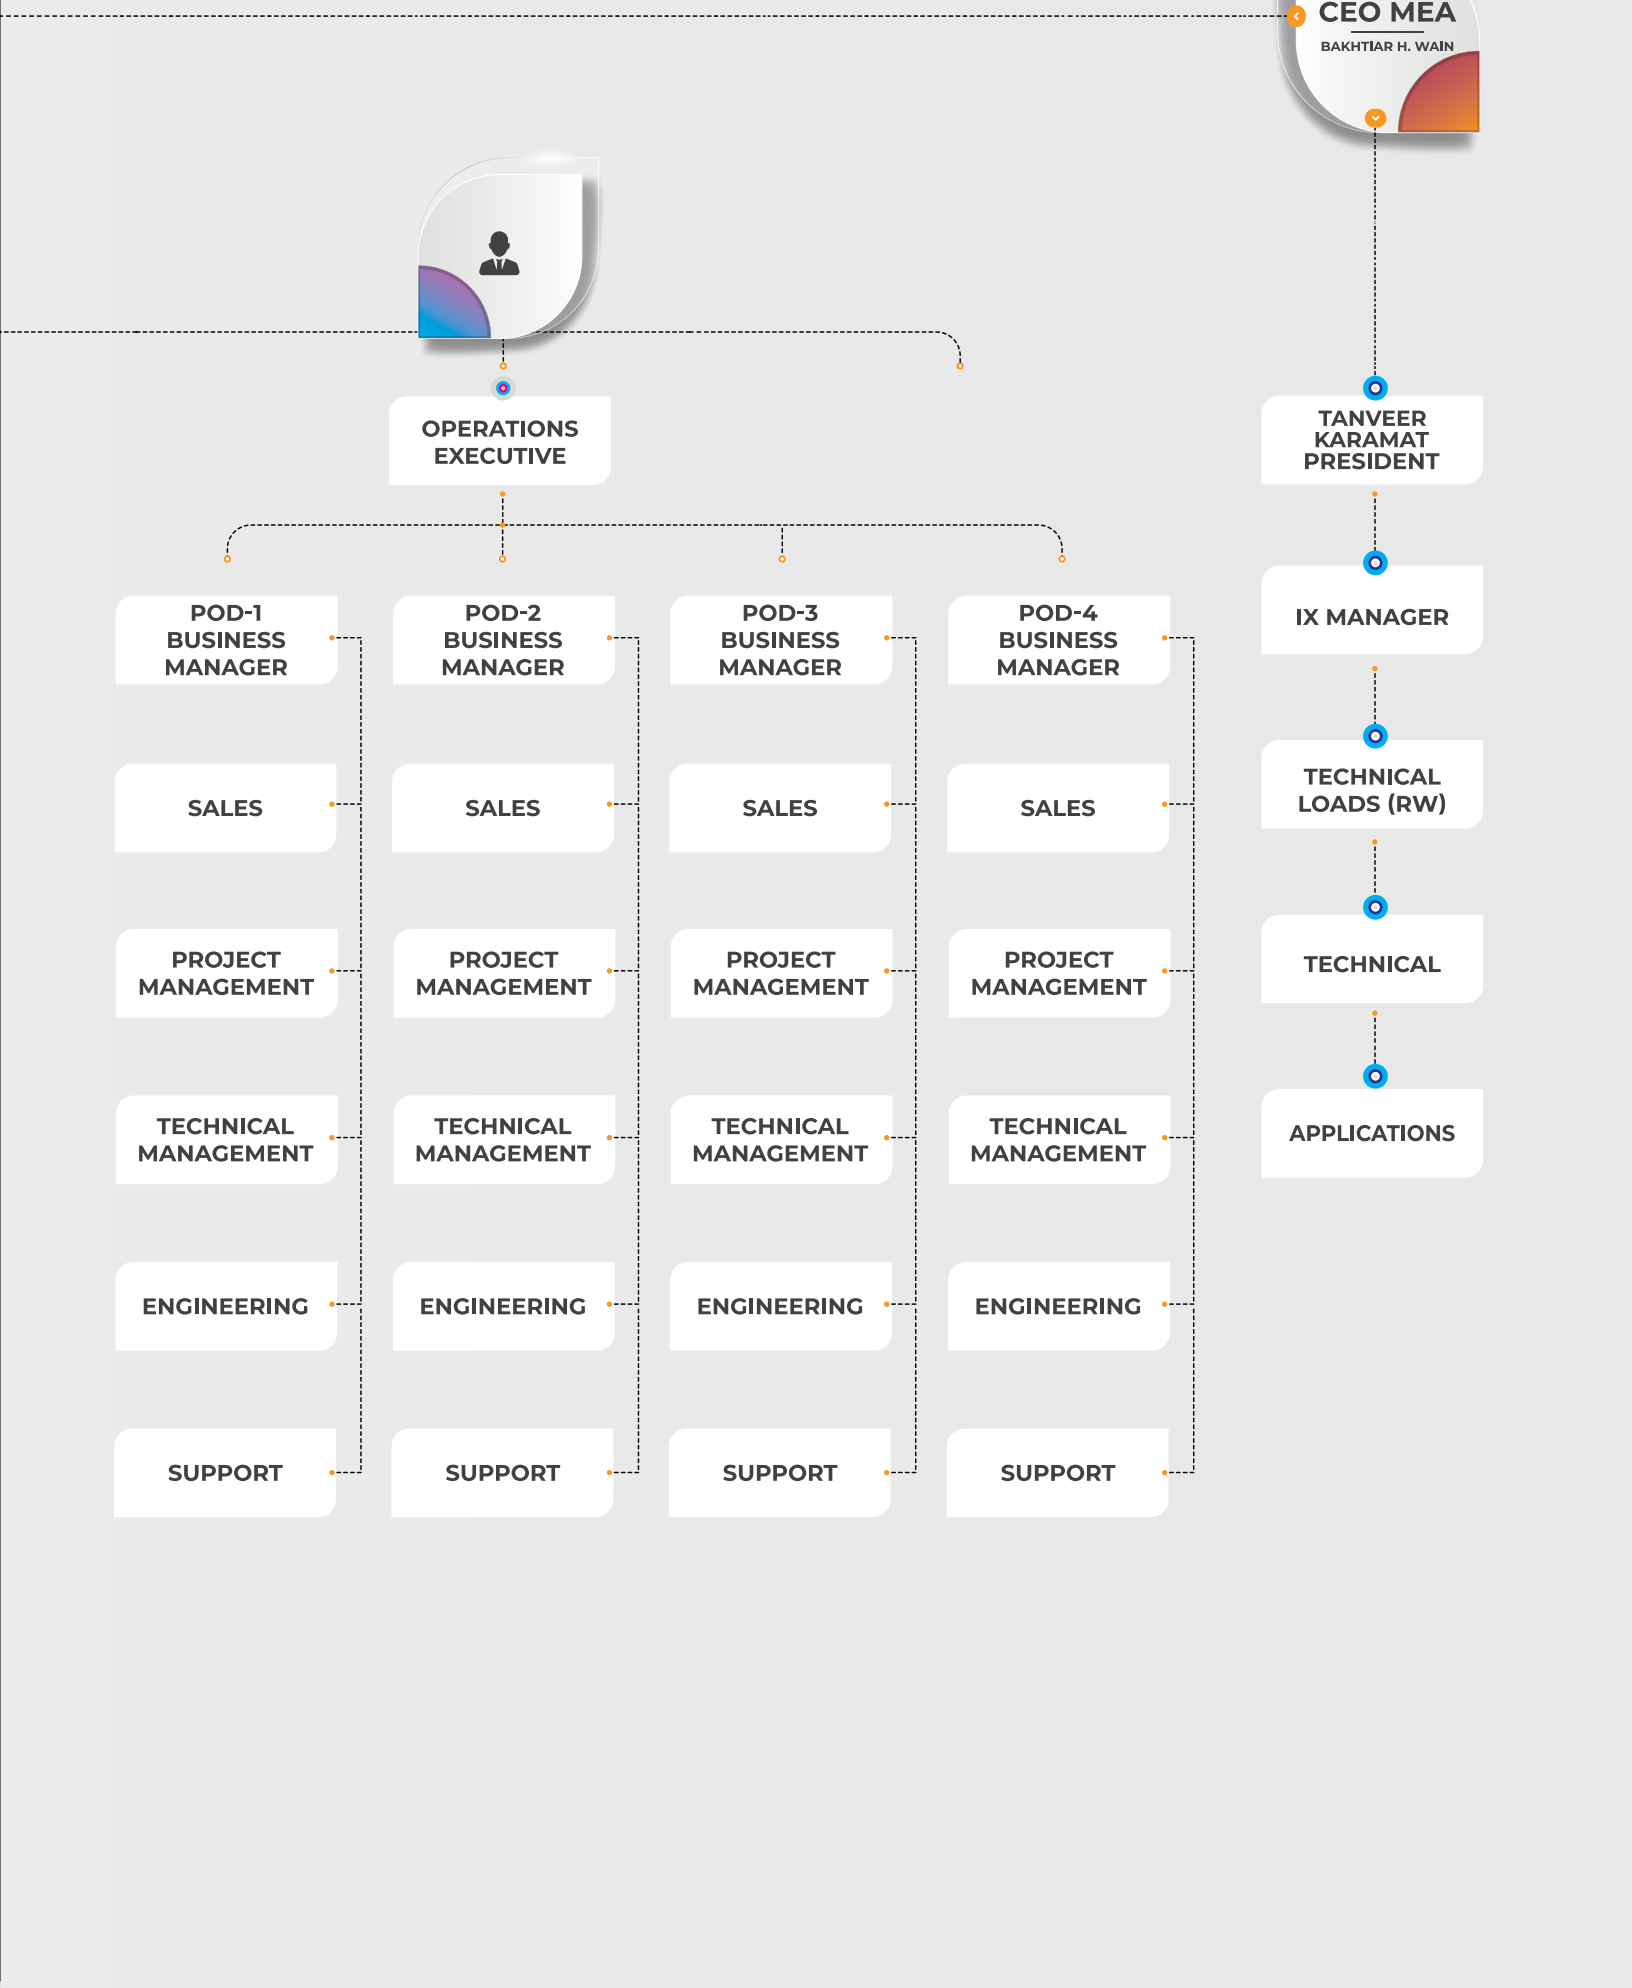 CEO MEA
BAKHTIAR H. WAIN
OPERATIONS
EXECUTIVE
TANVEER
KARAMAT
PRESIDENT
POD-1
BUSINESS
MANAGER
POD-2
BUSINESS
MANAGER
POD-3
BUSINESS
MANAGER
POD-4
BUSINESS
MANAGER
IX MANAGER
SALES
SALES
SALES
SALES
TECHNICAL
LOADS (RW)
PROJECT
MANAGEMENT
PROJECT
MANAGEMENT
PROJECT
MANAGEMENT
PROJECT
MANAGEMENT
TECHNICAL
TECHNICAL
MANAGEMENT
TECHNICAL
MANAGEMENT
TECHNICAL
MANAGEMENT
TECHNICAL
MANAGEMENT
APPLICATIONS
ENGINEERING
ENGINEERING
ENGINEERING
ENGINEERING
SUPPORT
SUPPORT
SUPPORT
SUPPORT